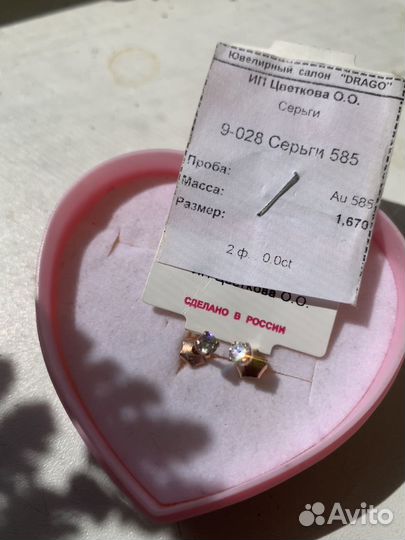 Ювелирный салон "DRAGO"
ИП Цветкова О.О.
Серьги
9-028 Серьги 585
Проба: Au 585
Масса: 1,670
Размер:
2 ф. 0.0ct
Цветкова О.О.
СДЕЛАНО В РОССИИ
Avito